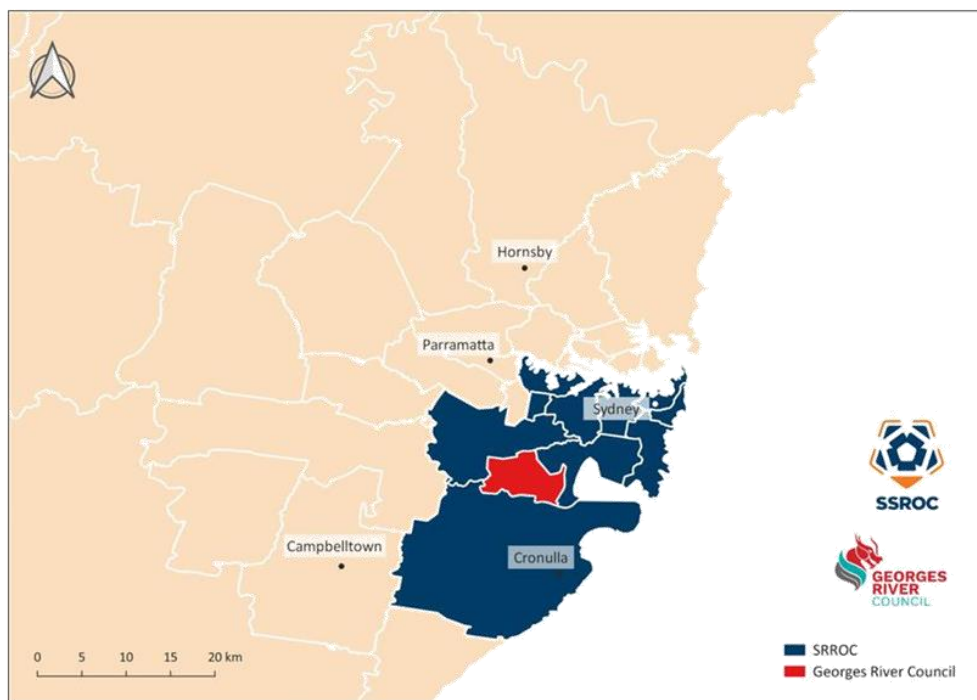 Hornsby
Parramatta
Sydney
SSROC
Campbelltown
Cronulla
GEORGES
RIVER
COUNCIL
0 5 10 15 20 km
SRROC
Georges River Council